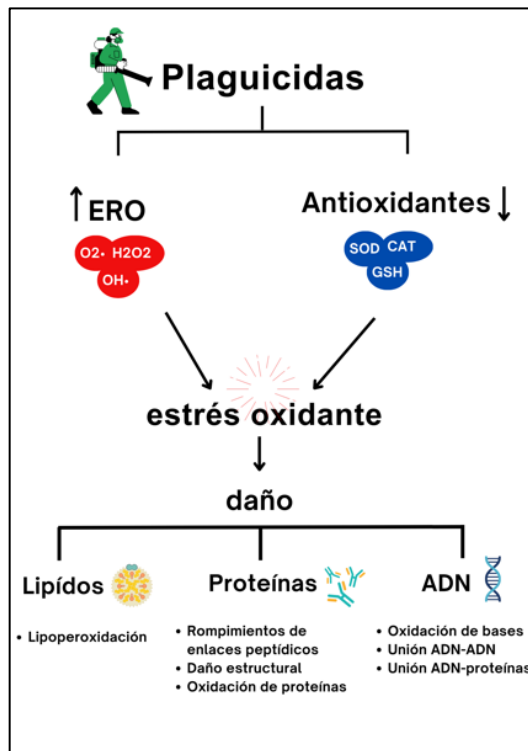 Plaguicidas
↑ERO
Antioxidantes↓
O2• H2O2
OH•
SOD CAT
GSH
estrés oxidante
daño
Lipídos
• Lipoperoxidación
Proteínas
• Rompimientos de
enlaces peptídicos
• Daño estructural
• Oxidación de proteínas
ADN
• Oxidación de bases
• Unión ADN-ADN
• Unión ADN-proteínas